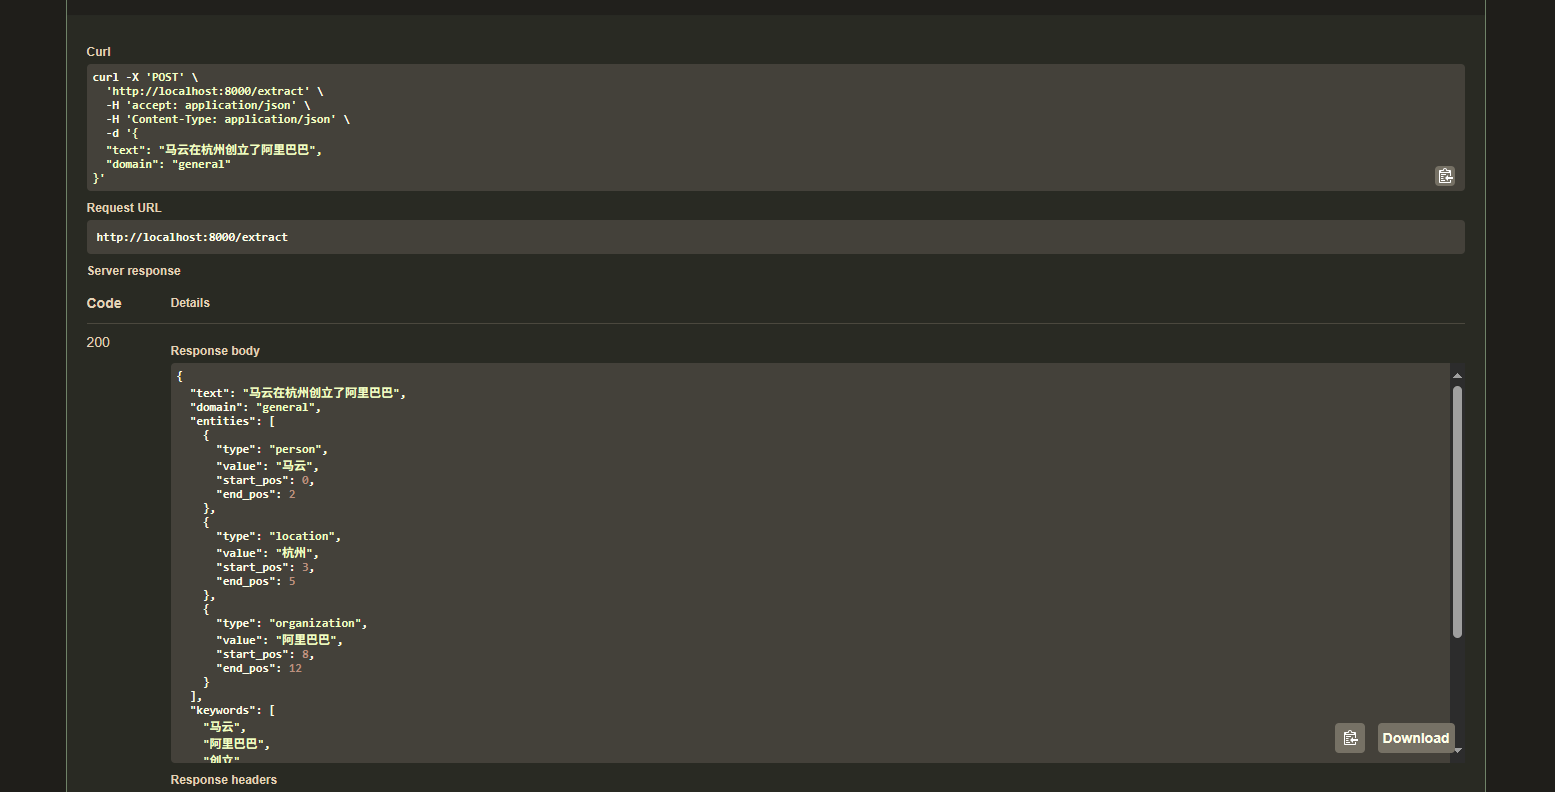 Curl
curl -X 'POST' \
'http://localhost:8000/extract' \
-H 'accept: application/json' \
-H 'Content-Type: application/json' \
-d '{
"text": "马云在杭州创立了阿里巴巴",
"domain": "general"
}'
Request URL
http://localhost:8000/extract
Server response
Code Details
200
Response body
{
"text": "马云在杭州创立了阿里巴巴",
"domain": "general",
"entities": [
{
"type": "person",
"value": "马云",
"start_pos": 0,
"end_pos": 2
},
{
"type": "location",
"value": "杭州",
"start_pos": 3,
"end_pos": 5
},
{
"type": "organization",
"value": "阿里巴巴",
"start_pos": 8,
"end_pos": 12
}
],
"keywords": [
"马云",
"阿里巴巴",
"创立"
Download
Response headers